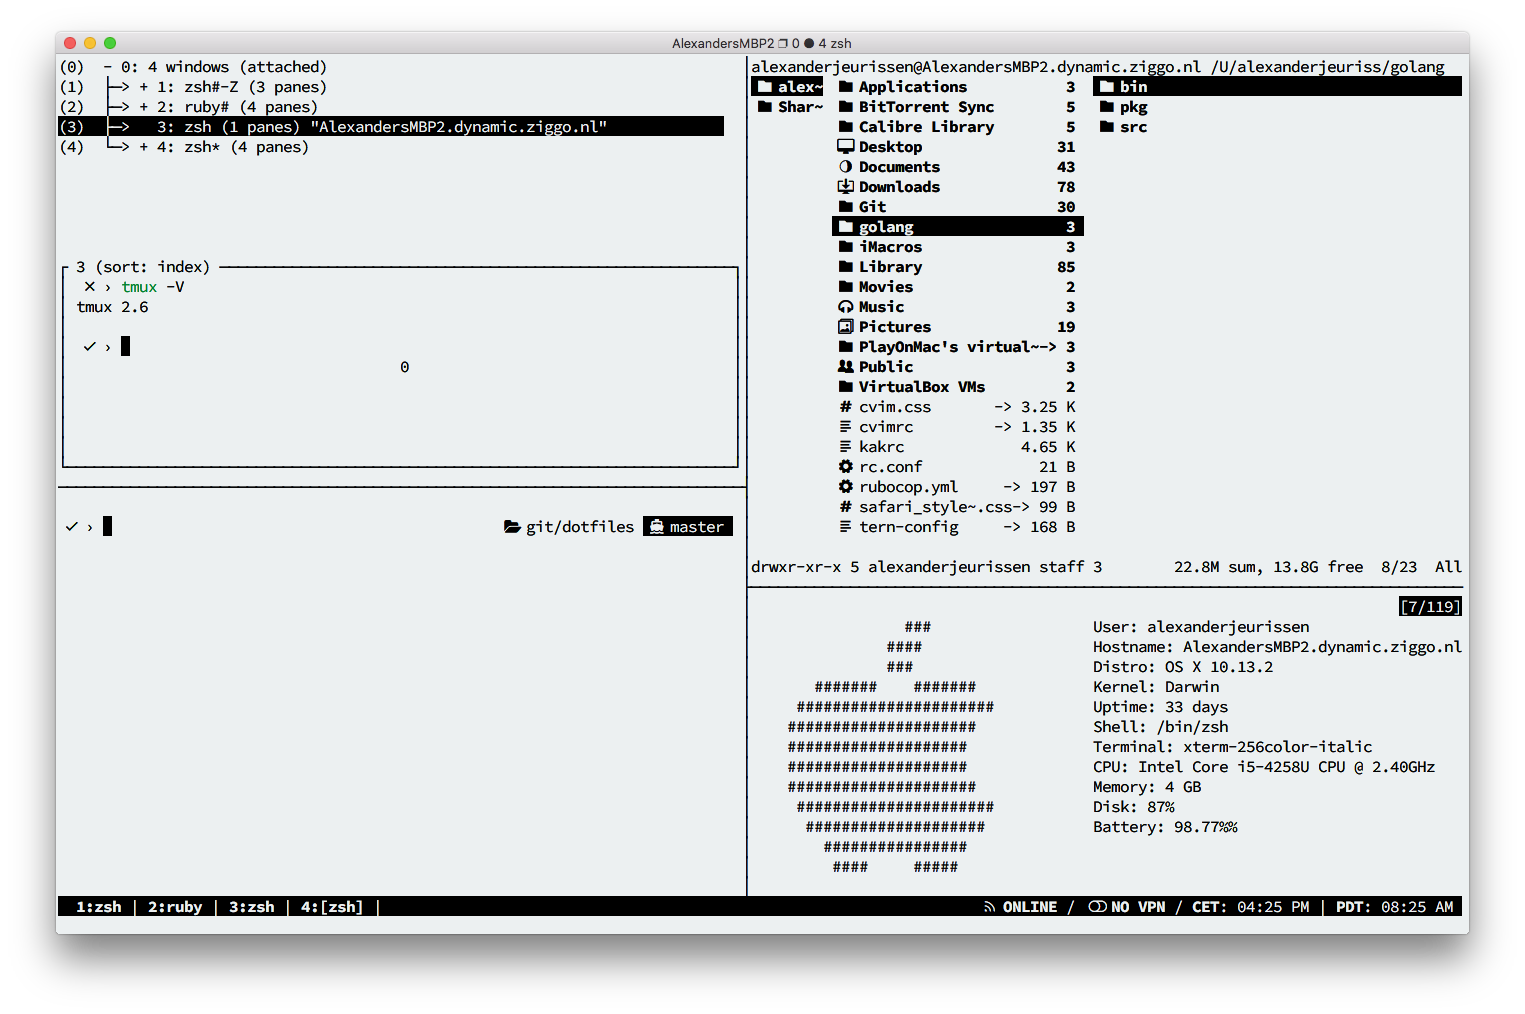 AlexandersMBP2 ❐ 0 ● 4 zsh
(0) - 0: 4 windows (attached)
(1) ├─> + 1: zsh#-Z (3 panes)
(2) ├─> + 2: ruby# (4 panes)
(3) ├─> 3: zsh (1 panes) "AlexandersMBP2.dynamic.ziggo.nl"
(4) └─> + 4: zsh* (4 panes)
3 (sort: index)
✕ › tmux -V
tmux 2.6
✓ ›
0
✓ › git/dotfiles master
alexanderjeurissen@AlexandersMBP2.dynamic.ziggo.nl /U/alexanderjeuriss/golang
alex~
Shar~
Applications 3
BitTorrent Sync 5
Calibre Library 5
Desktop 31
Documents 43
Downloads 78
Git 30
golang 3
iMacros 3
Library 85
Movies 2
Music 3
Pictures 19
PlayOnMac's virtual~-> 3
Public 3
VirtualBox VMs 2
# cvim.css -> 3.25 K
cvimrc -> 1.35 K
kakrc 4.65 K
rc.conf 21 B
rubocop.yml -> 197 B
# safari_style~.css-> 99 B
tern-config -> 168 B
bin
pkg
src
drwxr-xr-x 5 alexanderjeurissen staff 3 22.8M sum, 13.8G free 8/23 All
[7/119]
###
####
###
####### #######
######################
#####################
####################
####################
#####################
######################
####################
################
#### #####
User: alexanderjeurissen
Hostname: AlexandersMBP2.dynamic.ziggo.nl
Distro: OS X 10.13.2
Kernel: Darwin
Uptime: 33 days
Shell: /bin/zsh
Terminal: xterm-256color-italic
CPU: Intel Core i5-4258U CPU @ 2.40GHz
Memory: 4 GB
Disk: 87%
Battery: 98.77%%
1:zsh | 2:ruby | 3:zsh | 4:[zsh] | ONLINE / NO VPN / CET: 04:25 PM | PDT: 08:25 AM